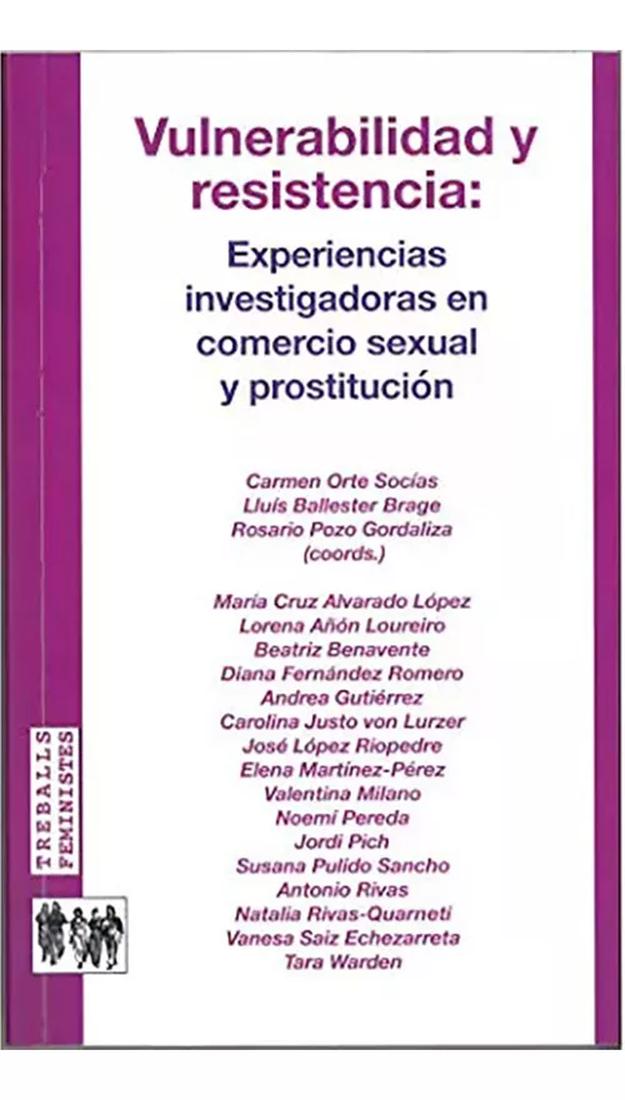 Vulnerabilidad y
resistencia:
Experiencias
investigadoras en
comercio sexual
y prostitución
Carmen Orte Socías
Lluís Ballester Brage
Rosario Pozo Gordaliza
(coords.)
María Cruz Alvarado López
Lorena Añón Loureiro
Beatriz Benavente
Diana Fernández Romero
Andrea Gutiérrez
Carolina Justo von Lurzer
José López Riopedre
Elena Martínez-Pérez
Valentina Milano
Noemí Pereda
Jordi Pich
Susana Pulido Sancho
Antonio Rivas
Natalia Rivas-Quarneti
Vanesa Saiz Echezarreta
Tara Warden
TREBALLS
FEMINISTES